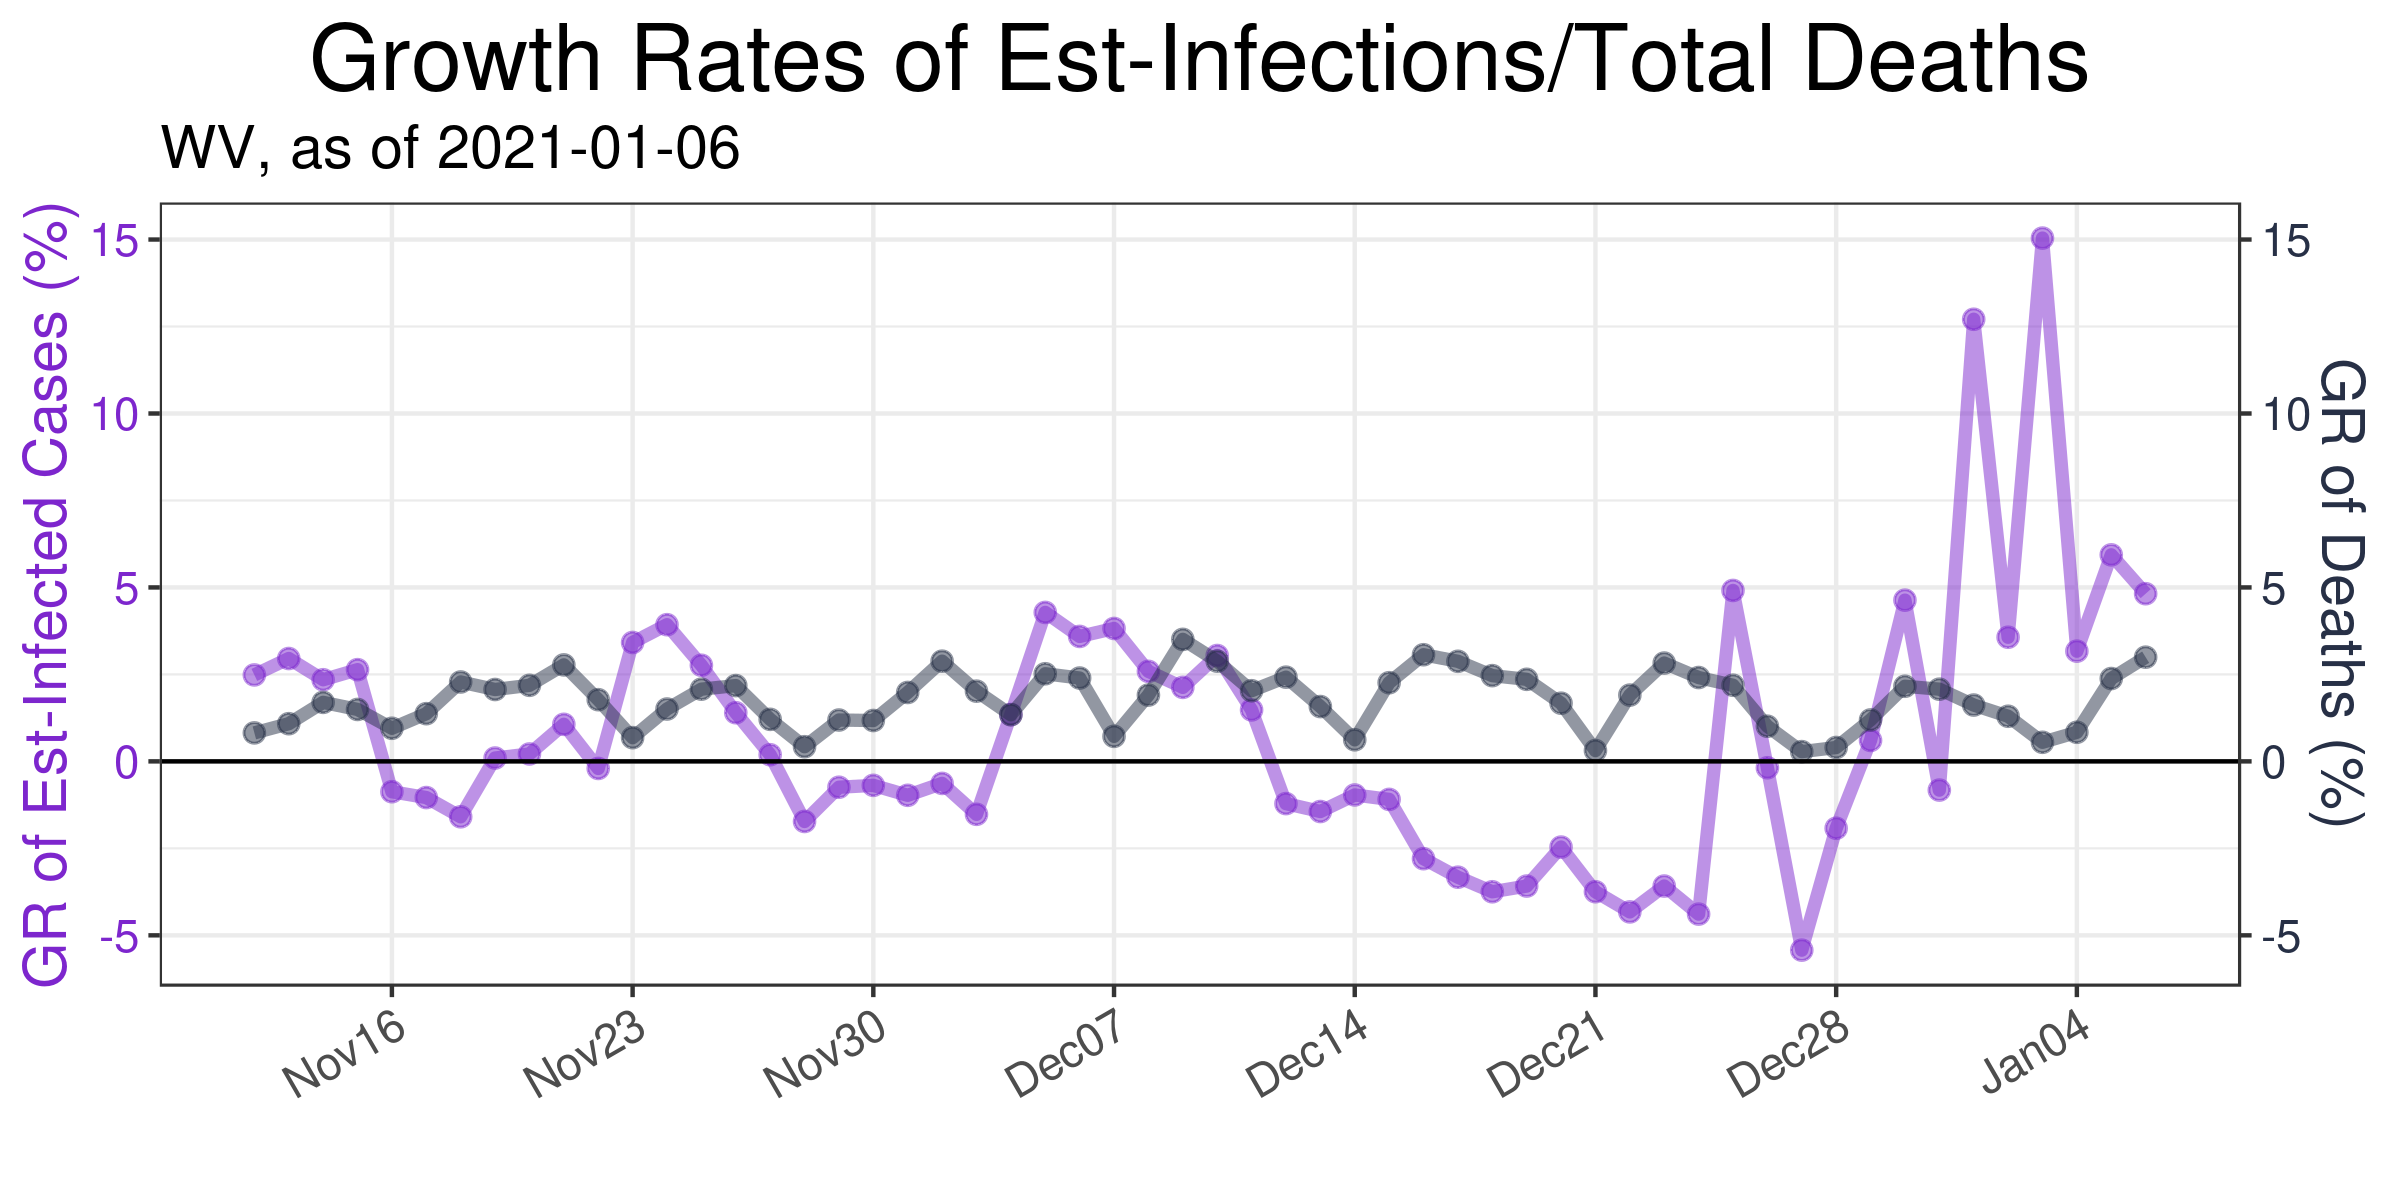 Growth Rates of Est-Infections/Total Deaths
WV, as of 2021-01-06
GR of Est-Infected Cases (%)
15
10
5
0
-5
15
10
5
0
-5
GR of Deaths (%)
Nov16
Nov23
Nov30
Dec07
Dec14
Dec21
Dec28
Jan04